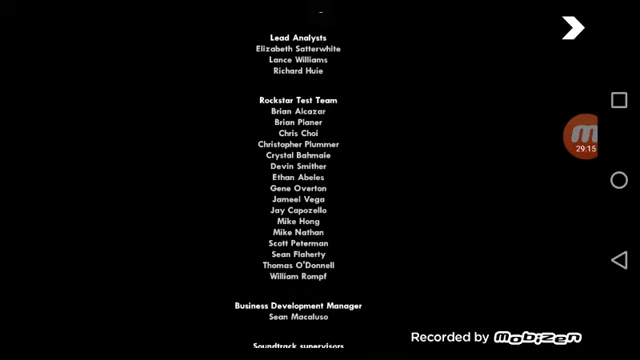 Lead Analysts
Elizabeth Satterwhite
Lance Williams
Richard Huie
Rockstar Test Team
Brian Alcazar
Brian Planer
Chris Choi
Christopher Plummer
Crystal Bahmaie
Devin Smither
Ethan Abeles
Gene Overton
Jameel Vega
Jay Capozello
Mike Hong
Mike Nathan
Scott Peterman
Sean Flaherty
Thomas O'Donnell
William Rompf
Business Development Manager
Sean Macaluso
Soundtrack supervisors
29:15
Recorded by Mobizen